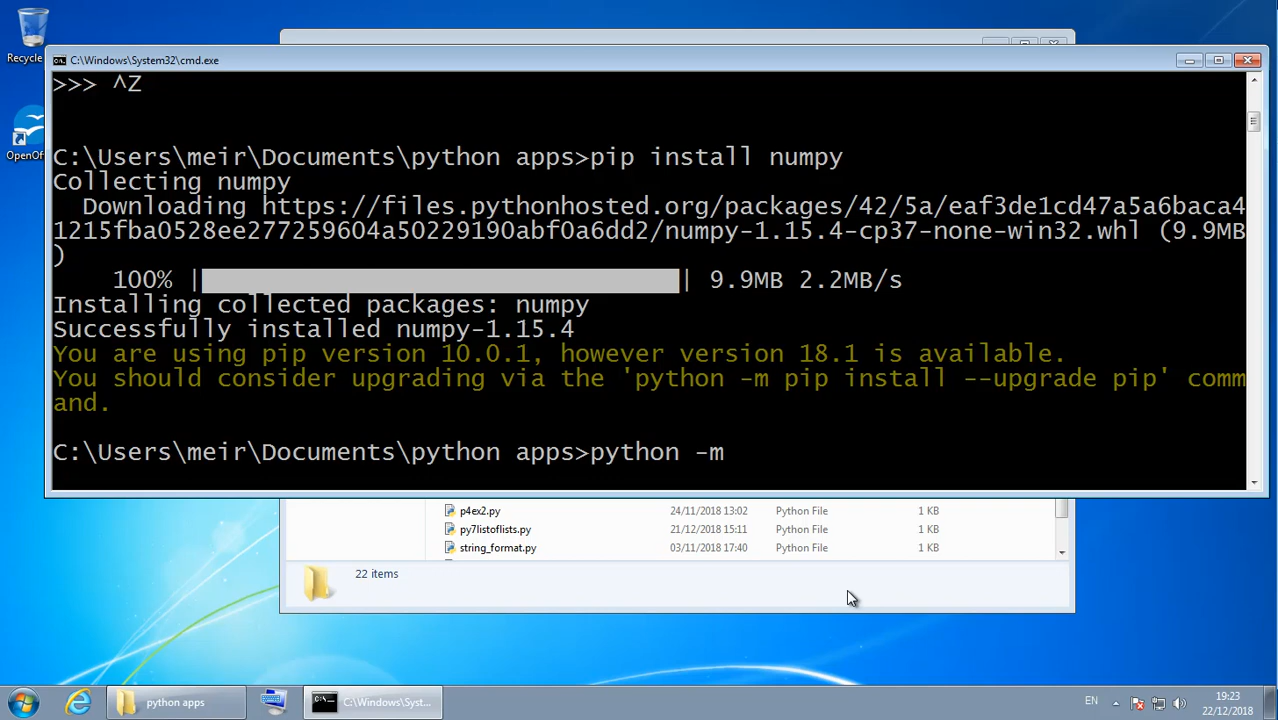 Recycle
OpenOf
C:\Windows\System32\cmd.exe
>>> ^Z
C:\Users\meir\Documents\python apps>pip install numpy
Collecting numpy
  Downloading https://files.pythonhosted.org/packages/42/5a/eaf3de1cd47a5a6baca4
1215fba0528ee277259604a50229190abf0a6dd2/numpy-1.15.4-cp37-none-win32.whl (9.9MB
)
    100% |████████████████████████████████| 9.9MB 2.2MB/s
Installing collected packages: numpy
Successfully installed numpy-1.15.4
You are using pip version 10.0.1, however version 18.1 is available.
You should consider upgrading via the 'python -m pip install --upgrade pip' comm
and.
C:\Users\meir\Documents\python apps>python -m
p4ex2.py 24/11/2018 13:02 Python File 1 KB
py7listoflists.py 21/12/2018 15:11 Python File 1 KB
string_format.py 03/11/2018 17:40 Python File 1 KB
22 items
python apps
C:\Windows\Syst...
EN
19:23
22/12/2018